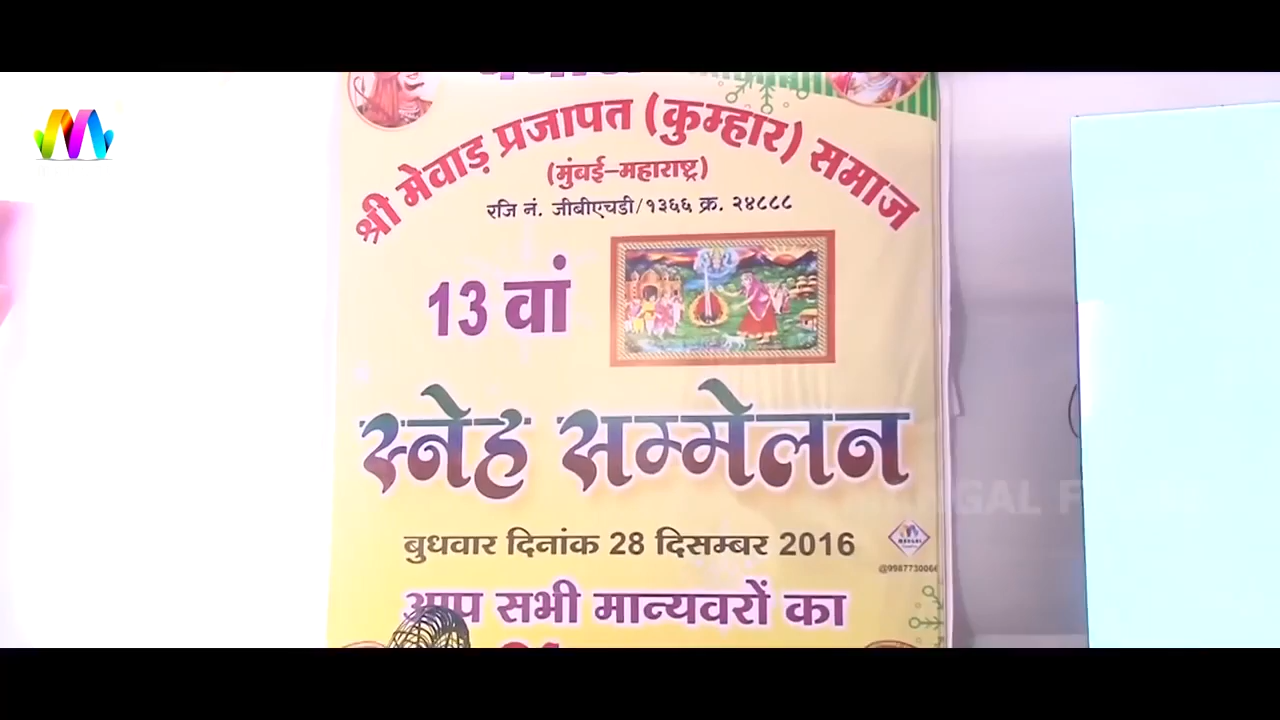 श्री मेवाड़ प्रजापत (कुम्हार) समाज
(मुंबई-महाराष्ट्र)
रजि नं. जीबीएचडी/१३६६ क्र. २४८८८
13 वां
स्नेह सम्मेलन
बुधवार दिनांक 28 दिसम्बर 2016
@9987730066
आप सभी मान्यवरों का